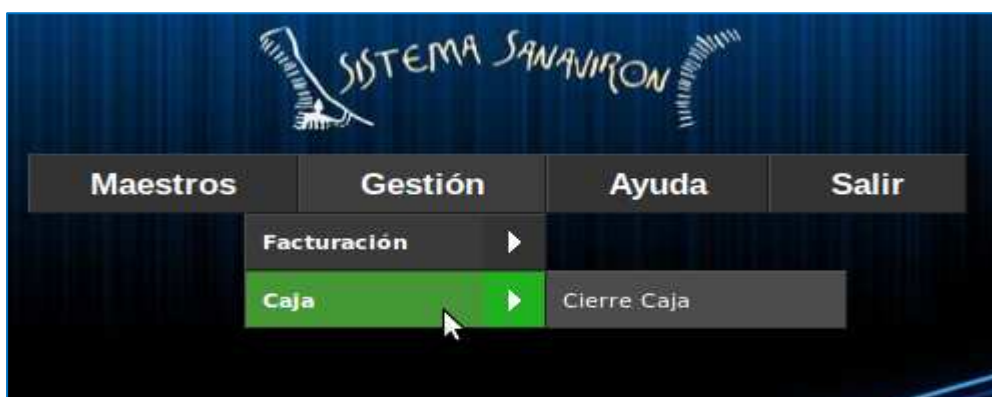 SISTEMA SANAVIRON
Maestros Gestión Ayuda Salir
Facturación
Caja Cierre Caja